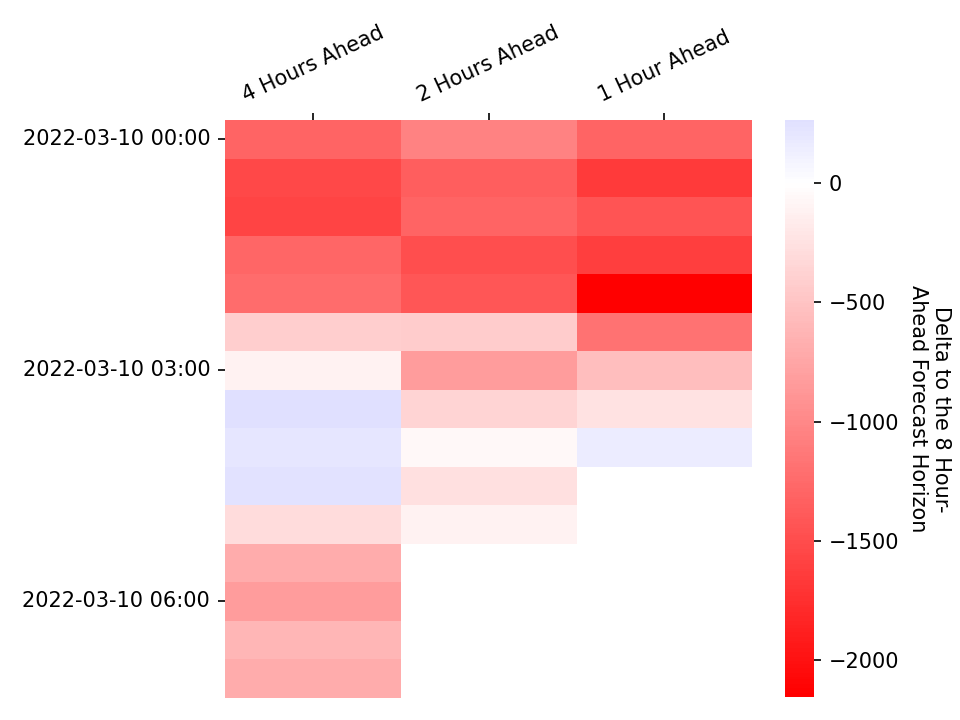 4 Hours Ahead
2 Hours Ahead
1 Hour Ahead
2022-03-10 00:00
2022-03-10 03:00
2022-03-10 06:00
0
−500
−1000
−1500
−2000
Delta to the 8 Hour-
Ahead Forecast Horizon